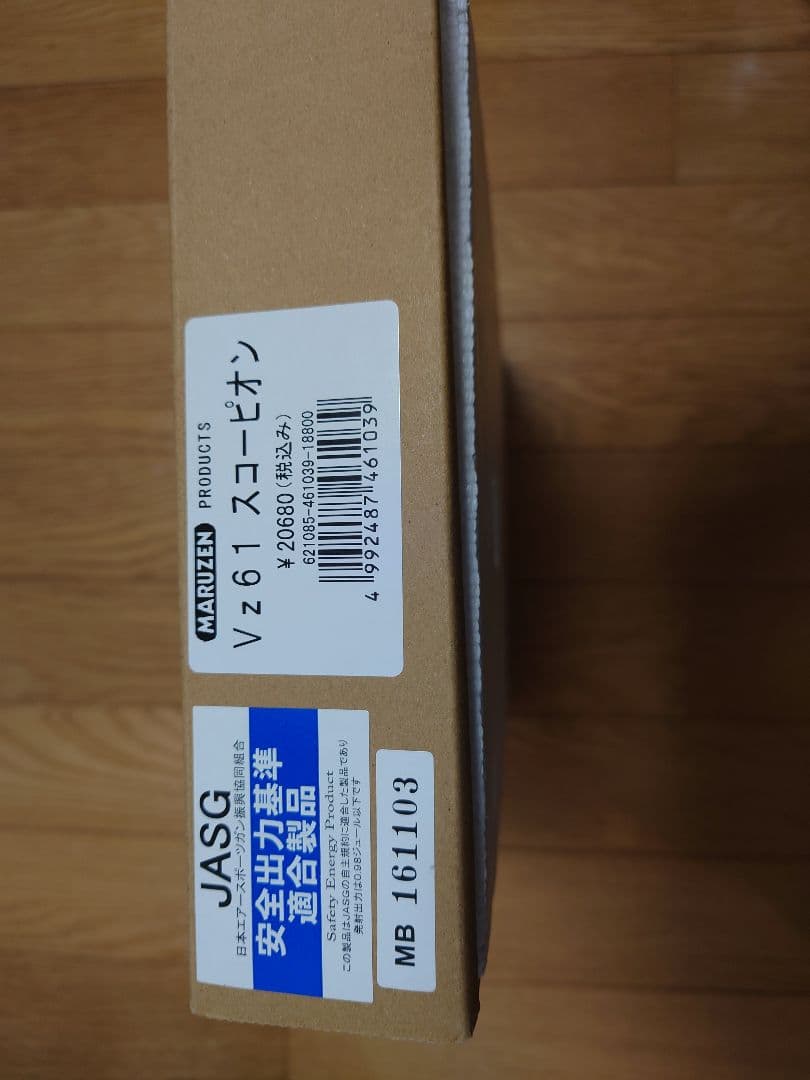 MARUZEN PRODUCTS
Vz61 スコーピオン
¥20680(税込み)
621085-461039-18800
4 992487 461039
JASG
日本エアースポーツガン振興協同組合
安全出力基準
適合製品
Safety Energy Product
この製品はJASGの自主規約に適合した製品であり
発射出力は0.98ジュール以下です
MB 161103